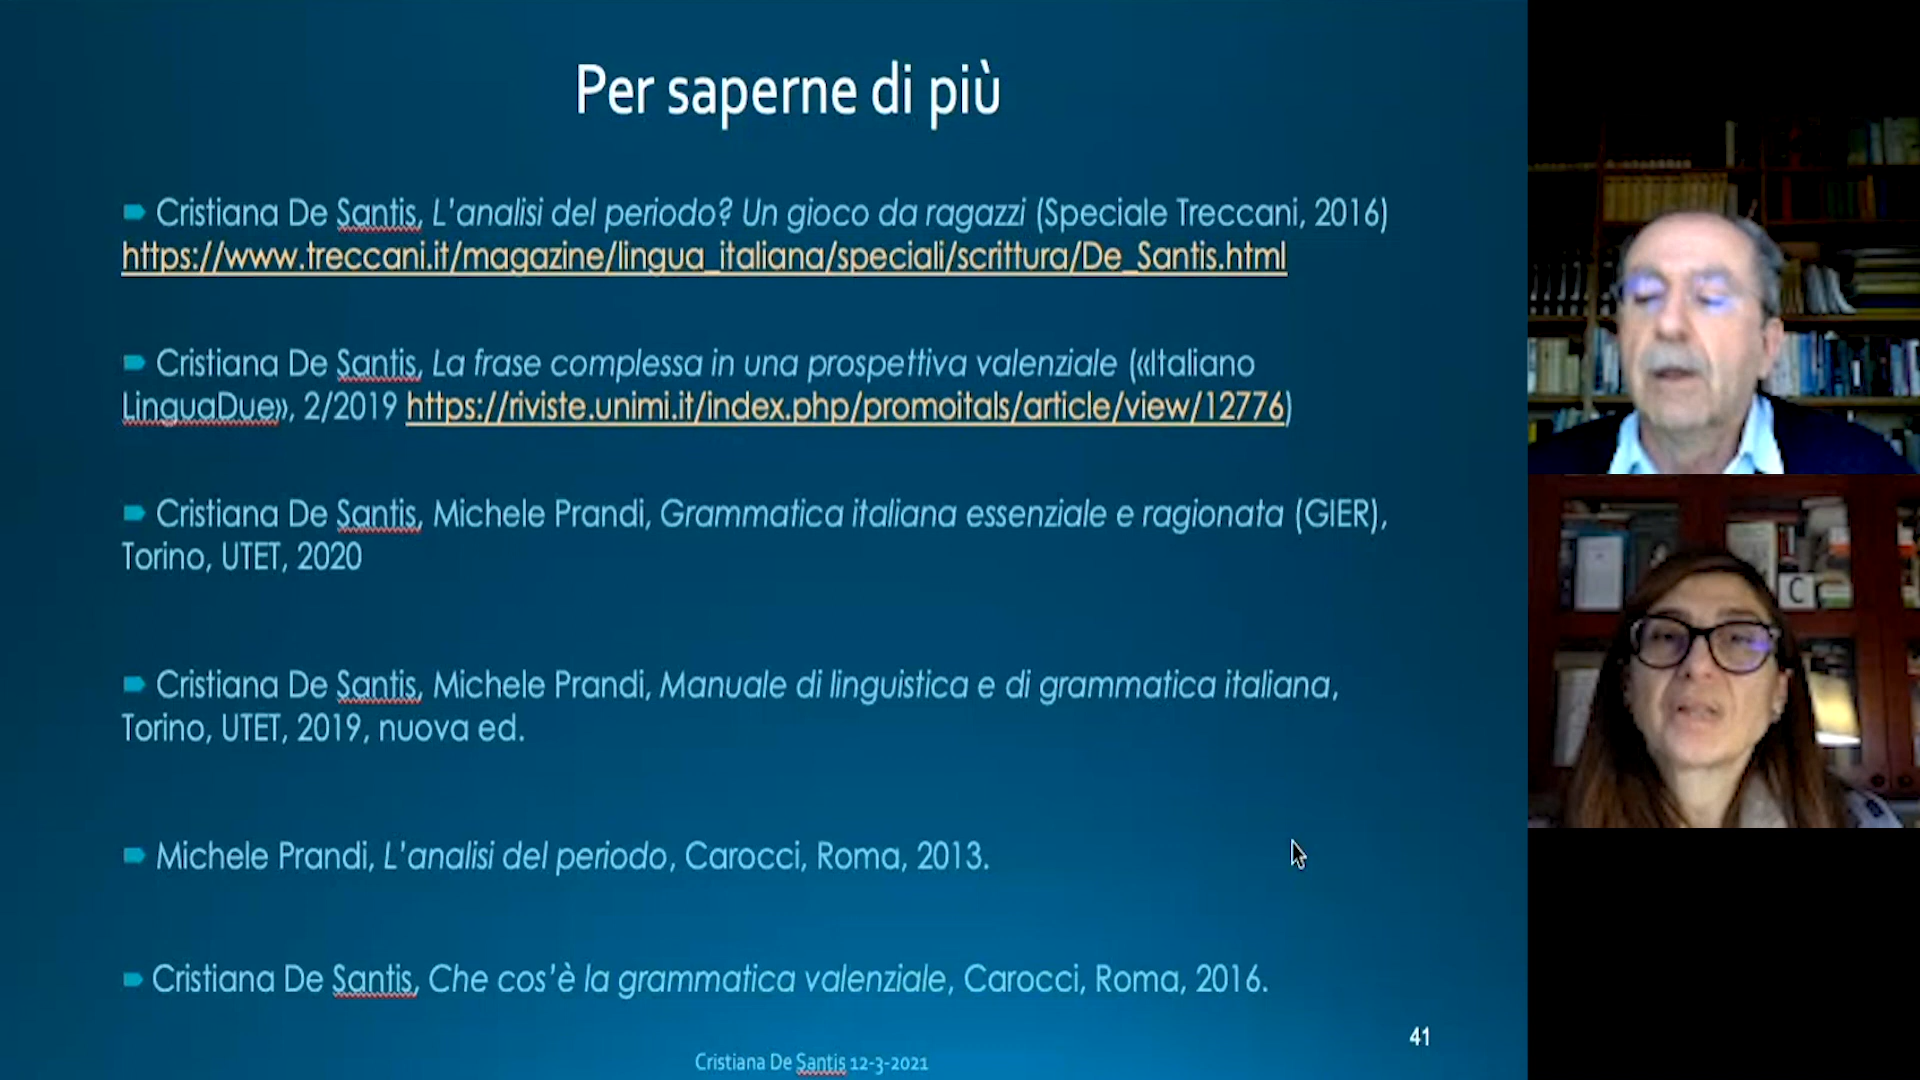 Per saperne di più
Cristiana De Santis, L'analisi del periodo? Un gioco da ragazzi (Speciale Treccani, 2016)
https://www.treccani.it/magazine/lingua_italiana/speciali/scrittura/De_Santis.html
Cristiana De Santis, La frase complessa in una prospettiva valenziale («Italiano
LinguaDue», 2/2019 https://riviste.unimi.it/index.php/promoitals/article/view/12776)
Cristiana De Santis, Michele Prandi, Grammatica italiana essenziale e ragionata (GIER),
Torino, UTET, 2020
Cristiana De Santis, Michele Prandi, Manuale di linguistica e di grammatica italiana,
Torino, UTET, 2019, nuova ed.
Michele Prandi, L'analisi del periodo, Carocci, Roma, 2013.
Cristiana De Santis, Che cos'è la grammatica valenziale, Carocci, Roma, 2016.
41
Cristiana De Santis 12-3-2021
C